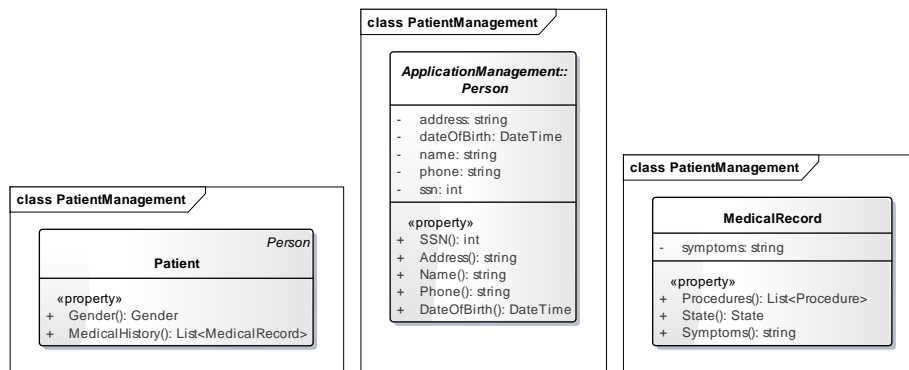 class PatientManagement
Person
Patient
«property»
+ Gender(): Gender
+ MedicalHistory(): List<MedicalRecord>
class PatientManagement
ApplicationManagement::
Person
- address: string
- dateOfBirth: DateTime
- name: string
- phone: string
- ssn: int
«property»
+ SSN(): int
+ Address(): string
+ Name(): string
+ Phone(): string
+ DateOfBirth(): DateTime
class PatientManagement
MedicalRecord
- symptoms: string
«property»
+ Procedures(): List<Procedure>
+ State(): State
+ Symptoms(): string